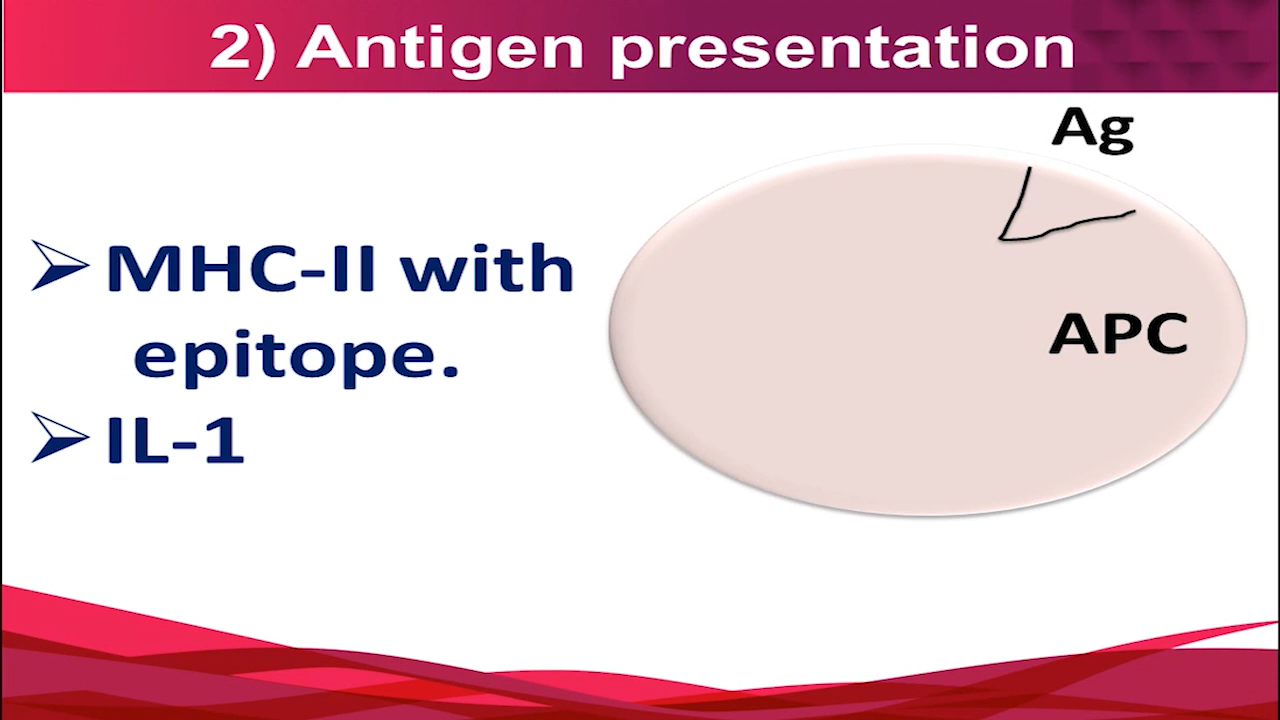 2) Antigen presentation
Ag
➢MHC-II with
epitope.
➢IL-1
APC